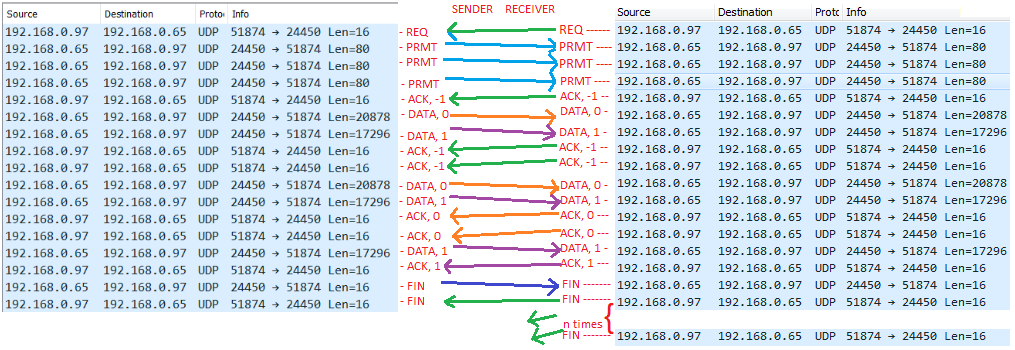 SENDER RECEIVER
Source Destination Proto Info Source Destination Protc Info
192.168.0.97 192.168.0.65 UDP 51874 → 24450 Len=16 - REQ REQ ------ 192.168.0.97 192.168.0.65 UDP 51874 → 24450 Len=16
192.168.0.65 192.168.0.97 UDP 24450 → 51874 Len=80 - PRMT PRMT ---- 192.168.0.65 192.168.0.97 UDP 24450 → 51874 Len=80
192.168.0.65 192.168.0.97 UDP 24450 → 51874 Len=80 - PRMT PRMT ---- 192.168.0.65 192.168.0.97 UDP 24450 → 51874 Len=80
192.168.0.65 192.168.0.97 UDP 24450 → 51874 Len=80 - PRMT PRMT ---- 192.168.0.65 192.168.0.97 UDP 24450 → 51874 Len=80
192.168.0.97 192.168.0.65 UDP 51874 → 24450 Len=16 - ACK, -1 ACK, -1 -- 192.168.0.97 192.168.0.65 UDP 51874 → 24450 Len=16
192.168.0.65 192.168.0.97 UDP 24450 → 51874 Len=20878 - DATA, 0 DATA, 0 - 192.168.0.65 192.168.0.97 UDP 24450 → 51874 Len=20878
192.168.0.65 192.168.0.97 UDP 24450 → 51874 Len=17296 - DATA, 1 DATA, 1 - 192.168.0.65 192.168.0.97 UDP 24450 → 51874 Len=17296
192.168.0.97 192.168.0.65 UDP 51874 → 24450 Len=16 - ACK, -1 ACK, -1 -- 192.168.0.97 192.168.0.65 UDP 51874 → 24450 Len=16
192.168.0.97 192.168.0.65 UDP 51874 → 24450 Len=16 - ACK, -1 ACK, -1 -- 192.168.0.97 192.168.0.65 UDP 51874 → 24450 Len=16
192.168.0.65 192.168.0.97 UDP 24450 → 51874 Len=20878 - DATA, 0 DATA, 0 - 192.168.0.65 192.168.0.97 UDP 24450 → 51874 Len=20878
192.168.0.65 192.168.0.97 UDP 24450 → 51874 Len=17296 - DATA, 1 DATA, 1 - 192.168.0.65 192.168.0.97 UDP 24450 → 51874 Len=17296
192.168.0.97 192.168.0.65 UDP 51874 → 24450 Len=16 - ACK, 0 ACK, 0 --- 192.168.0.97 192.168.0.65 UDP 51874 → 24450 Len=16
192.168.0.97 192.168.0.65 UDP 51874 → 24450 Len=16 - ACK, 0 ACK, 0 --- 192.168.0.97 192.168.0.65 UDP 51874 → 24450 Len=16
192.168.0.65 192.168.0.97 UDP 24450 → 51874 Len=17296 - DATA, 1 DATA, 1 - 192.168.0.65 192.168.0.97 UDP 24450 → 51874 Len=17296
192.168.0.97 192.168.0.65 UDP 51874 → 24450 Len=16 - ACK, 1 ACK, 1 --- 192.168.0.97 192.168.0.65 UDP 51874 → 24450 Len=16
192.168.0.65 192.168.0.97 UDP 24450 → 51874 Len=16 - FIN FIN ------- 192.168.0.65 192.168.0.97 UDP 24450 → 51874 Len=16
192.168.0.97 192.168.0.65 UDP 51874 → 24450 Len=16 - FIN FIN ------- 192.168.0.97 192.168.0.65 UDP 51874 → 24450 Len=16
n times {
FIN ------- 192.168.0.97 192.168.0.65 UDP 51874 → 24450 Len=16